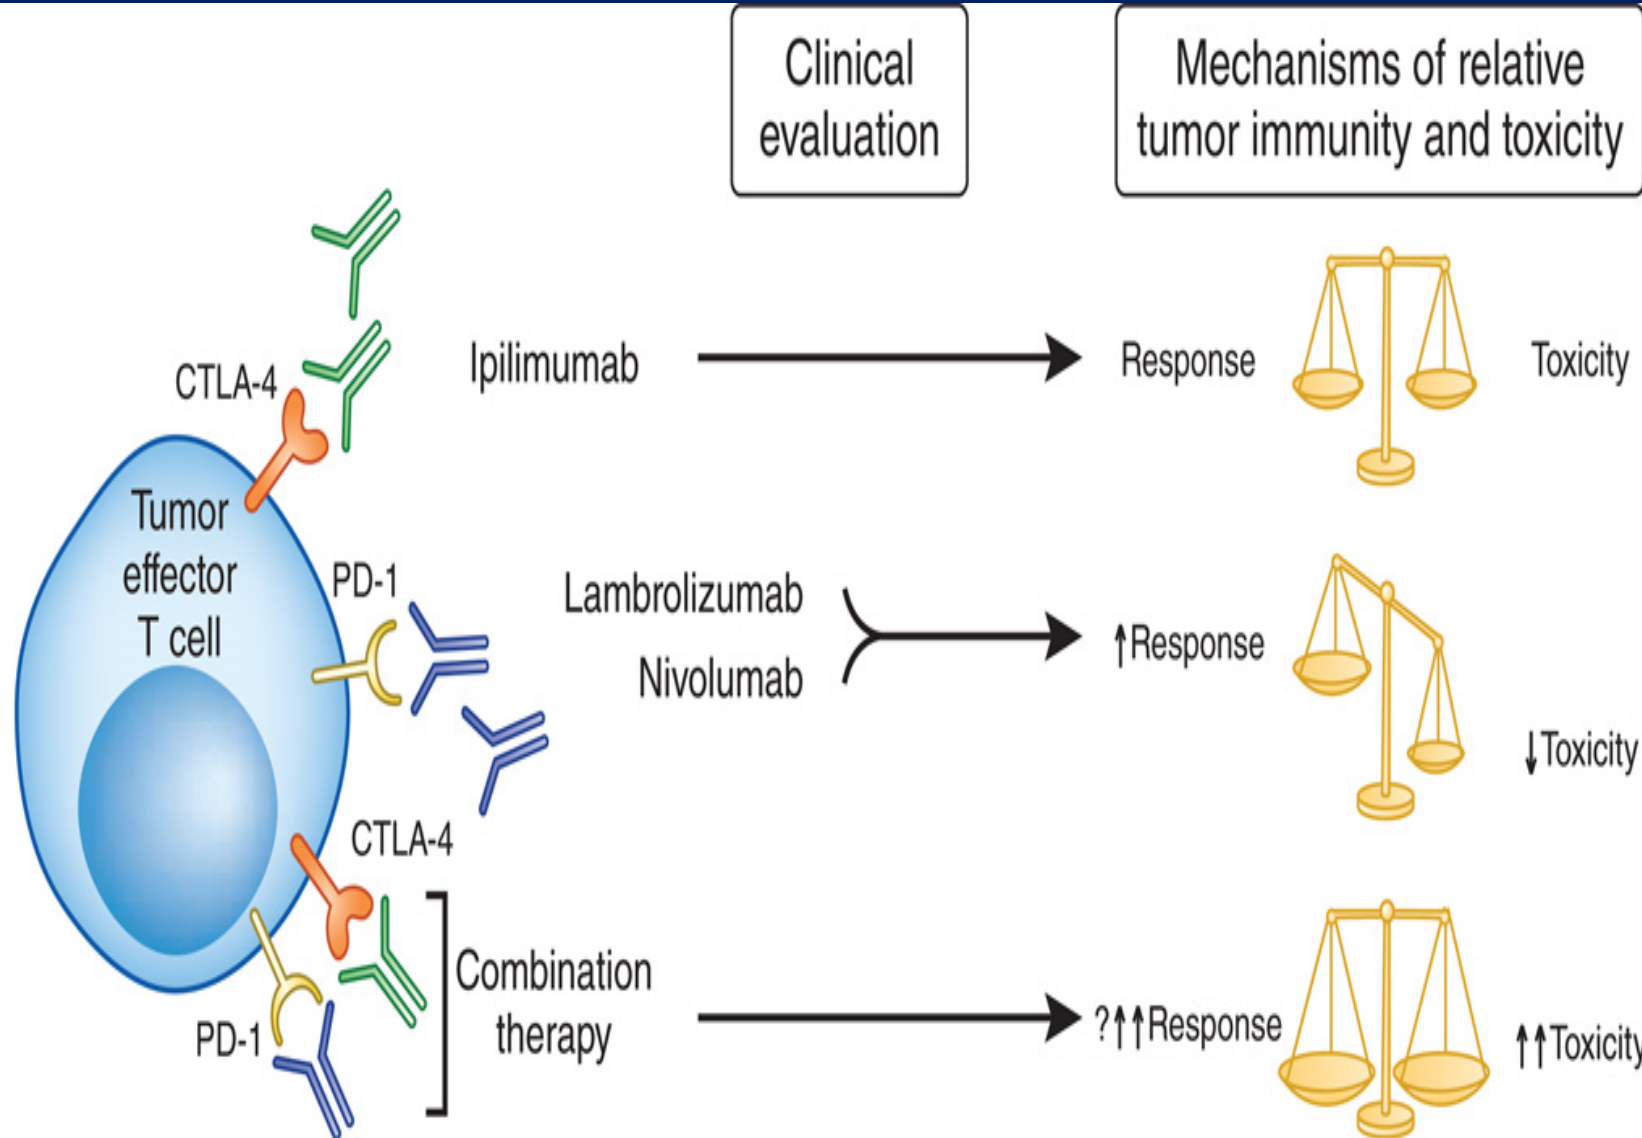 Clinical
evaluation
Mechanisms of relative
tumor immunity and toxicity
CTLA-4
Ipilimumab
Response
Toxicity
Tumor
effector
T cell
PD-1
Lambrolizumab
Nivolumab
↑Response
↓Toxicity
CTLA-4
PD-1
Combination
therapy
?↑↑Response
↑↑Toxicity